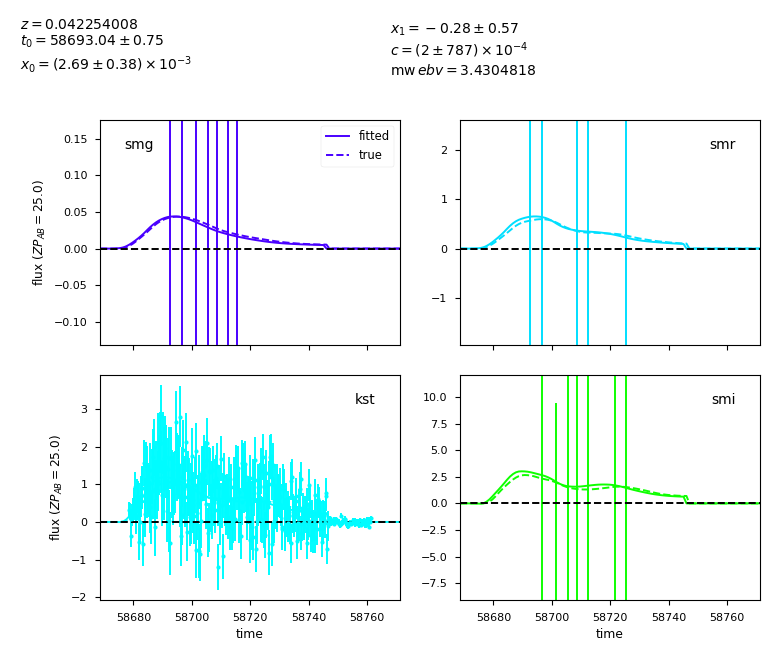 z = 0.042254008
t₀ = 58693.04 ± 0.75
x₀ = (2.69 ± 0.38) × 10⁻³
x₁ = −0.28 ± 0.57
c = (2 ± 787) × 10⁻⁴
mw ebv = 3.4304818
smg
fitted
true
0.15
0.10
0.05
0.00
−0.05
−0.10
flux (ZP_AB = 25.0)
smr
2
1
0
−1
kst
3
2
1
0
−1
−2
flux (ZP_AB = 25.0)
58680 58700 58720 58740 58760
time
smi
10.0
7.5
5.0
2.5
0.0
−2.5
−5.0
−7.5
58680 58700 58720 58740 58760
time